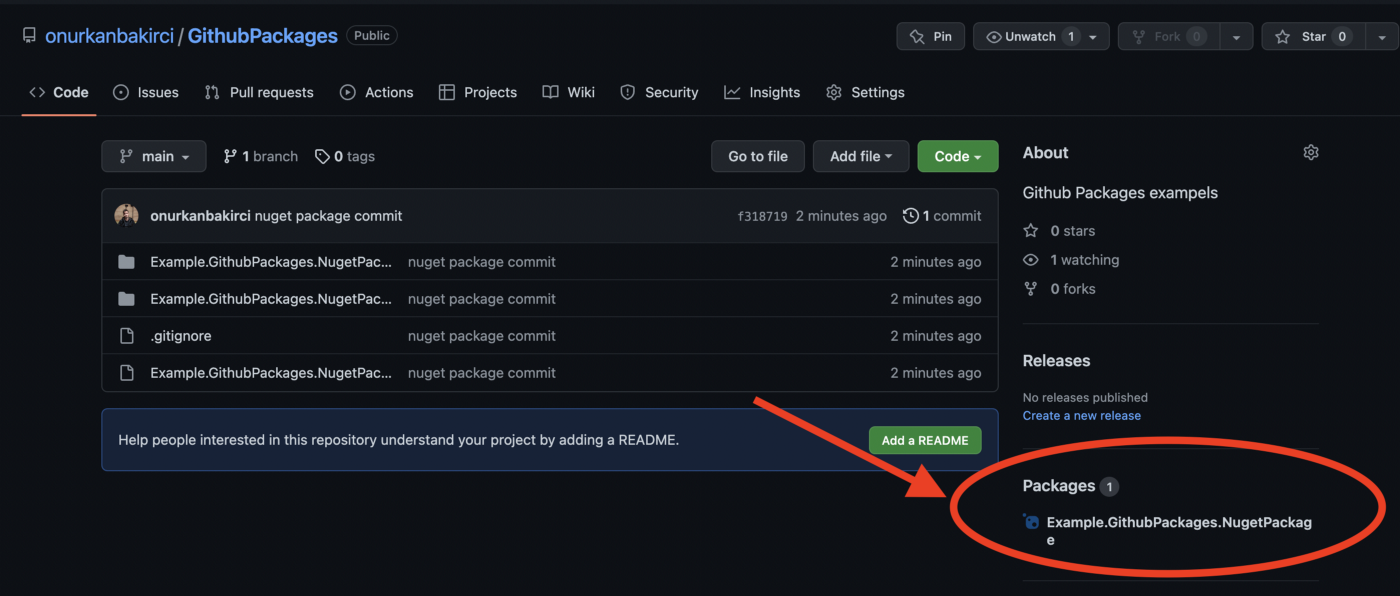 onurkanbakirci / GithubPackages Public Pin Unwatch 1 Fork 0 Star 0
Code Issues Pull requests Actions Projects Wiki Security Insights Settings
main 1 branch 0 tags Go to file Add file Code
onurkanbakirci nuget package commit f318719 2 minutes ago 1 commit
Example.GithubPackages.NugetPac... nuget package commit 2 minutes ago
Example.GithubPackages.NugetPac... nuget package commit 2 minutes ago
.gitignore nuget package commit 2 minutes ago
Example.GithubPackages.NugetPac... nuget package commit 2 minutes ago
Help people interested in this repository understand your project by adding a README. Add a README
About
Github Packages exampels
0 stars
1 watching
0 forks
Releases
No releases published
Create a new release
Packages 1
Example.GithubPackages.NugetPackag
e